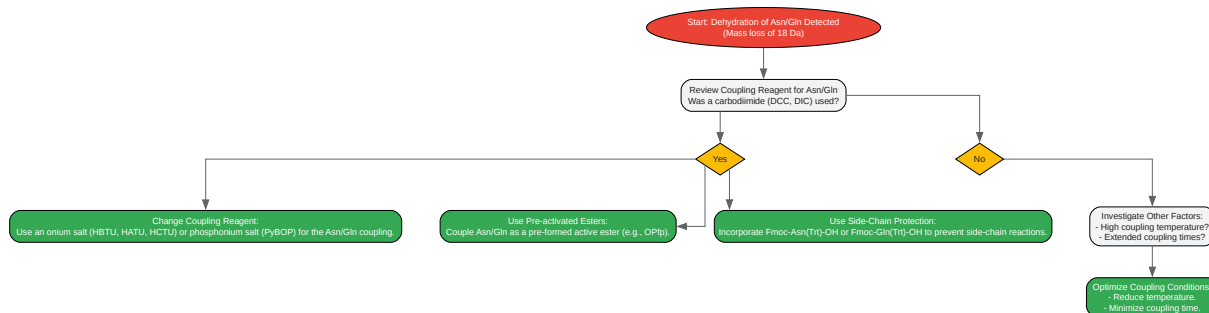 Start: Dehydration of Asn/Gln Detected
(Mass loss of 18 Da)
Review Coupling Reagent for Asn/Gln
Was a carbodiimide (DCC, DIC) used?
Yes
No
Change Coupling Reagent:
Use an onium salt (HBTU, HATU, HCTU) or phosphonium salt (PyBOP) for the Asn/Gln coupling.
Use Pre-activated Esters:
Couple Asn/Gln as a pre-formed active ester (e.g., OPfp).
Use Side-Chain Protection:
Incorporate Fmoc-Asn(Trt)-OH or Fmoc-Gln(Trt)-OH to prevent side-chain reactions.
Investigate Other Factors:
- High coupling temperature?
- Extended coupling times?
Optimize Coupling Conditions
- Reduce temperature.
- Minimize coupling time.